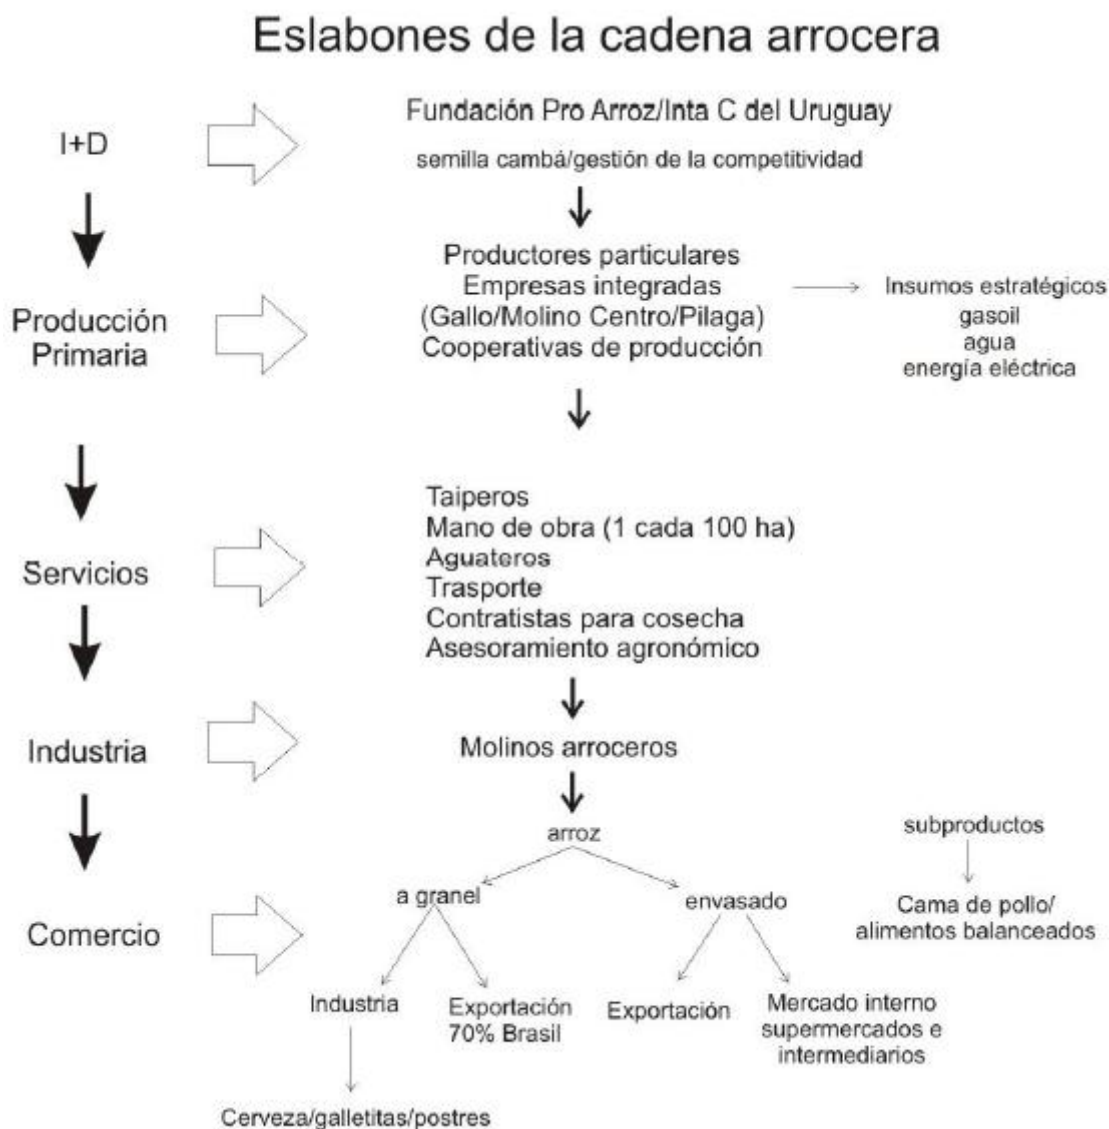 Eslabones de la cadena arrocera
I+D
Fundación Pro Arroz/Inta C del Uruguay
semilla cambá/gestión de la competitividad
Producción
Primaria
Productores particulares
Empresas integradas
(Gallo/Molino Centro/Pilaga)
Cooperativas de producción
Insumos estratégicos
gasoil
agua
energía eléctrica
Servicios
Taiperos
Mano de obra (1 cada 100 ha)
Aguateros
Trasporte
Contratistas para cosecha
Asesoramiento agronómico
Industria
Molinos arroceros
Comercio
arroz
subproductos
a granel
envasado
Cama de pollo/
alimentos balanceados
Industria
Exportación
70% Brasil
Exportación
Mercado interno
supermercados e
intermediarios
Cerveza/galletitas/postres